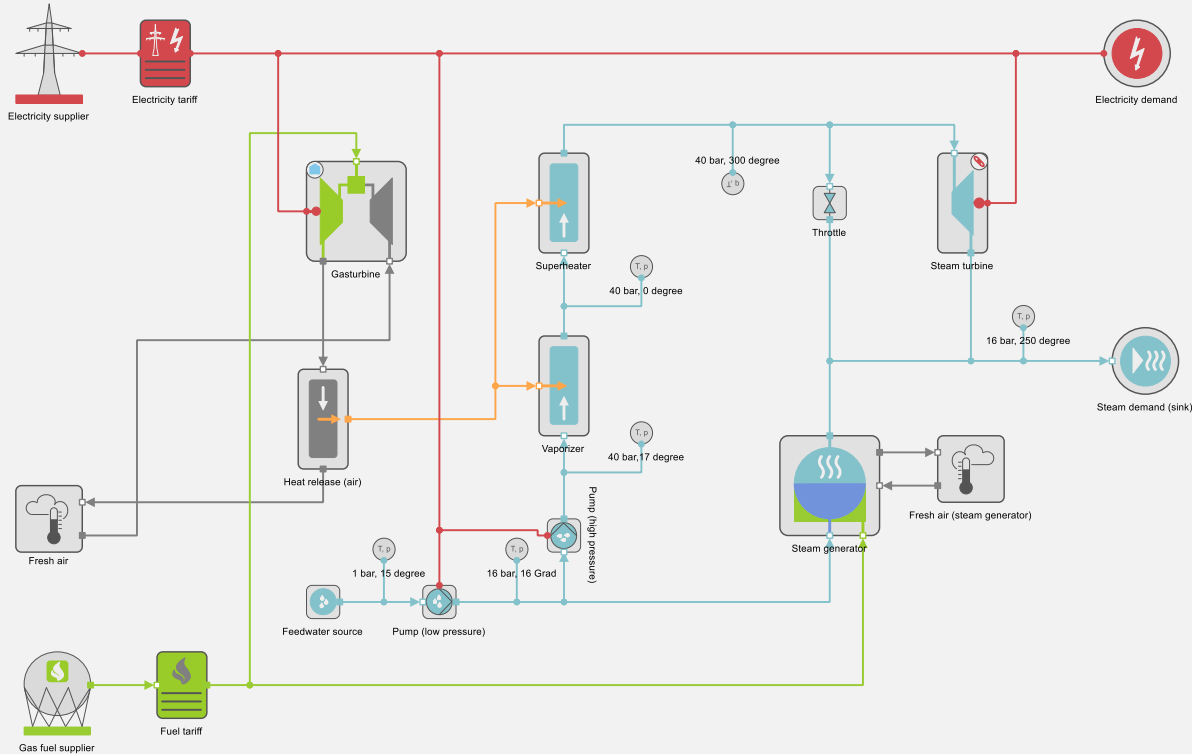 Electricity supplier
Electricity tariff
Electricity demand
40 bar, 300 degree
T, p
Throttle
Gasturbine
Superheater
T, p
40 bar, 0 degree
Steam turbine
T, p
16 bar, 250 degree
Steam demand (sink)
Vaporizer
T, p
40 bar,17 degree
Heat release (air)
Pump (high pressure)
Fresh air (steam generator)
Steam generator
Fresh air
T, p
1 bar, 15 degree
T, p
16 bar, 16 Grad
Feedwater source
Pump (low pressure)
Fuel tariff
Gas fuel supplier